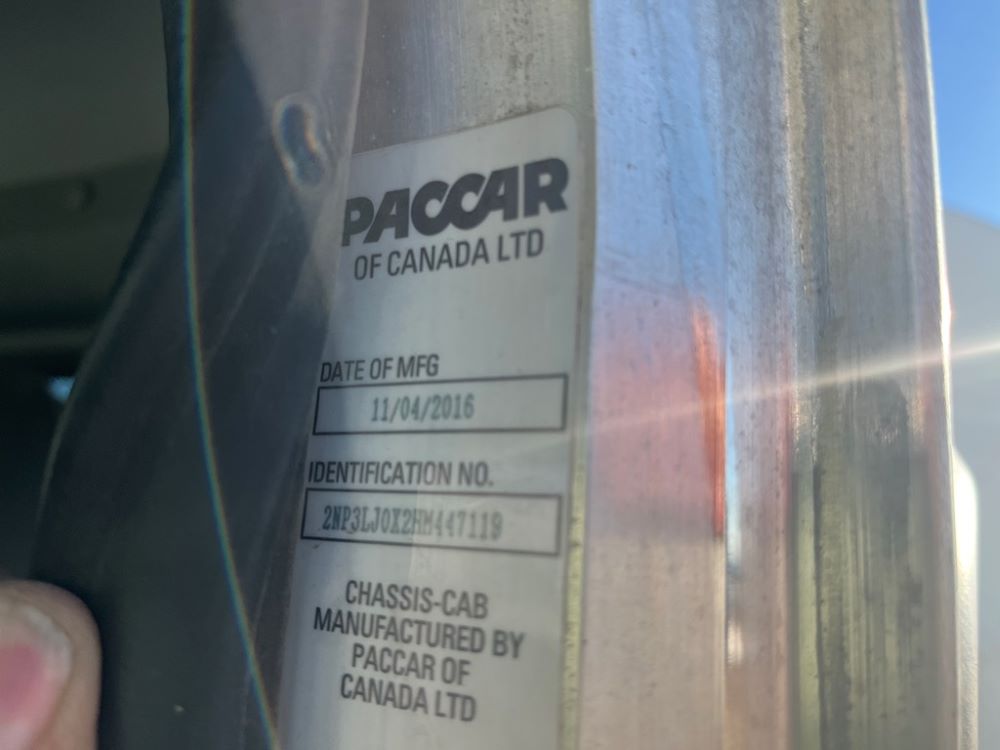 PACCAR
OF CANADA LTD
DATE OF MFG
11/04/2016
IDENTIFICATION NO.
2NP3LJ0X2HM447119
CHASSIS-CAB
MANUFACTURED BY
PACCAR OF
CANADA LTD